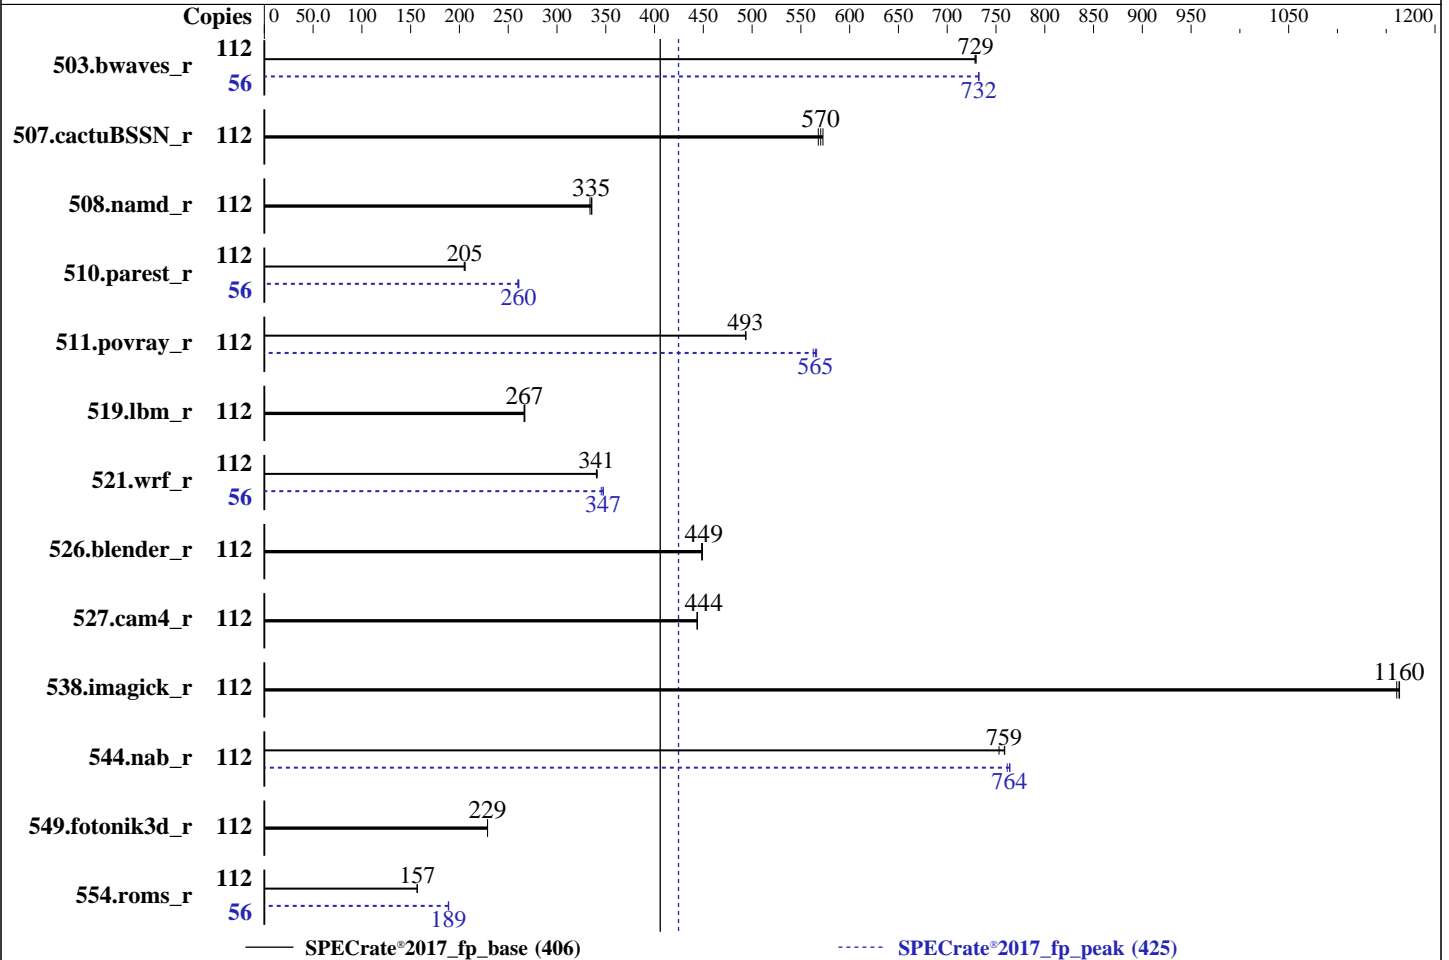 Copies 0 50.0 100 150 200 250 300 350 400 450 500 550 600 650 700 750 800 850 900 950 1050 1200
503.bwaves_r 112 729
56 732
507.cactuBSSN_r 112 570
508.namd_r 112 335
510.parest_r 112 205
56 260
511.povray_r 112 493
565
519.lbm_r 112 267
521.wrf_r 112 341
56 347
526.blender_r 112 449
527.cam4_r 112 444
538.imagick_r 112 1160
544.nab_r 112 759
764
549.fotonik3d_r 112 229
554.roms_r 112 157
56 189
SPECrate®2017_fp_base (406) SPECrate®2017_fp_peak (425)